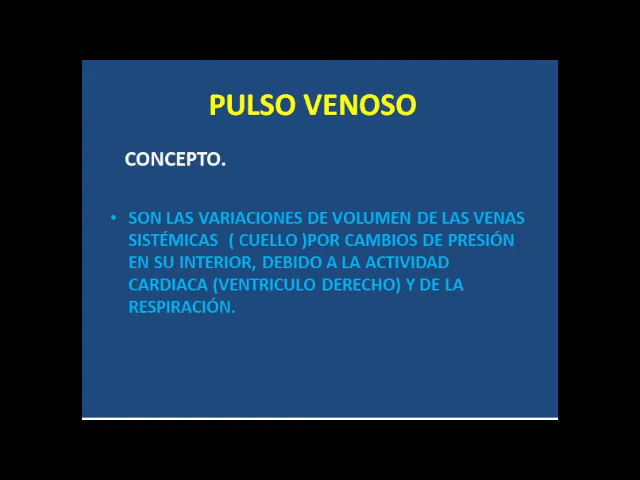 PULSO VENOSO
CONCEPTO.
• SON LAS VARIACIONES DE VOLUMEN DE LAS VENAS
SISTÉMICAS ( CUELLO )POR CAMBIOS DE PRESIÓN
EN SU INTERIOR, DEBIDO A LA ACTIVIDAD
CARDIACA (VENTRICULO DERECHO) Y DE LA
RESPIRACIÓN.